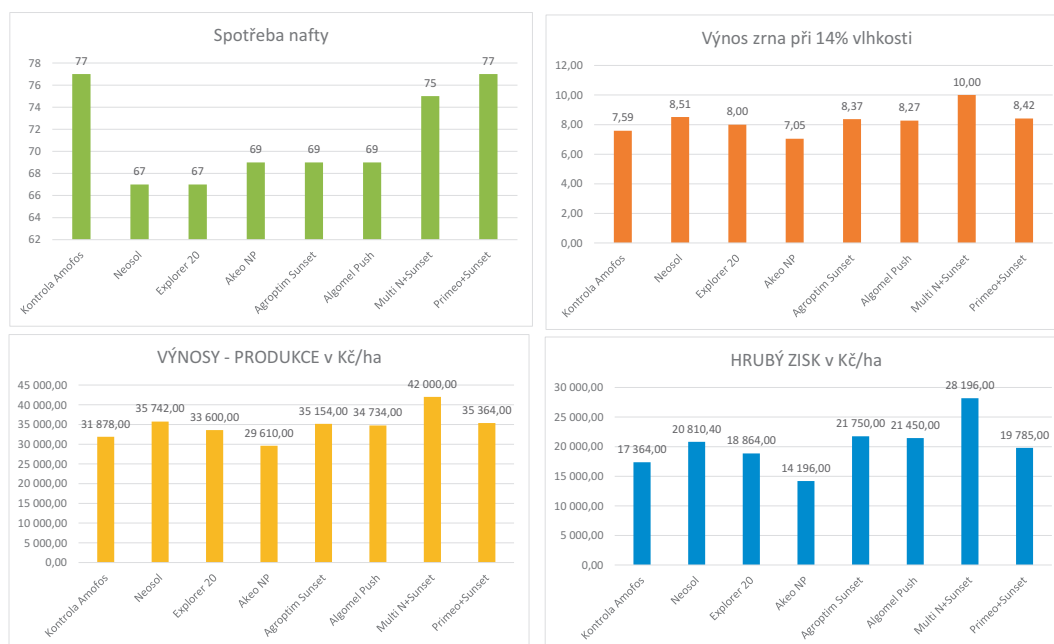 Spotřeba nafty
78
76
74
72
70
68
66
64
62
77
67
67
69
69
69
75
77
Kontrola Amofos
Neosol
Explorer 20
Akeo NP
Agroptim Sunset
Algomel Push
Multi N+Sunset
Primeo+Sunset
Výnos zrna při 14% vlhkosti
12,00
10,00
8,00
6,00
4,00
2,00
0,00
7,59
8,51
8,00
7,05
8,37
8,27
10,00
8,42
Kontrola Amofos
Neosol
Explorer 20
Akeo NP
Agroptim Sunset
Algomel Push
Multi N+Sunset
Primeo+Sunset
VÝNOSY - PRODUKCE v Kč/ha
45 000,00
40 000,00
35 000,00
30 000,00
25 000,00
20 000,00
15 000,00
10 000,00
5 000,00
0,00
31 878,00
35 742,00
33 600,00
29 610,00
35 154,00
34 734,00
42 000,00
35 364,00
Kontrola Amofos
Neosol
Explorer 20
Akeo NP
Agroptim Sunset
Algomel Push
Multi N+Sunset
Primeo+Sunset
HRUBÝ ZISK v Kč/ha
30 000,00
25 000,00
20 000,00
15 000,00
10 000,00
5 000,00
0,00
17 364,00
20 810,40
18 864,00
14 196,00
21 750,00
21 450,00
28 196,00
19 785,00
Kontrola Amofos
Neosol
Explorer 20
Akeo NP
Agroptim Sunset
Algomel Push
Multi N+Sunset
Primeo+Sunset